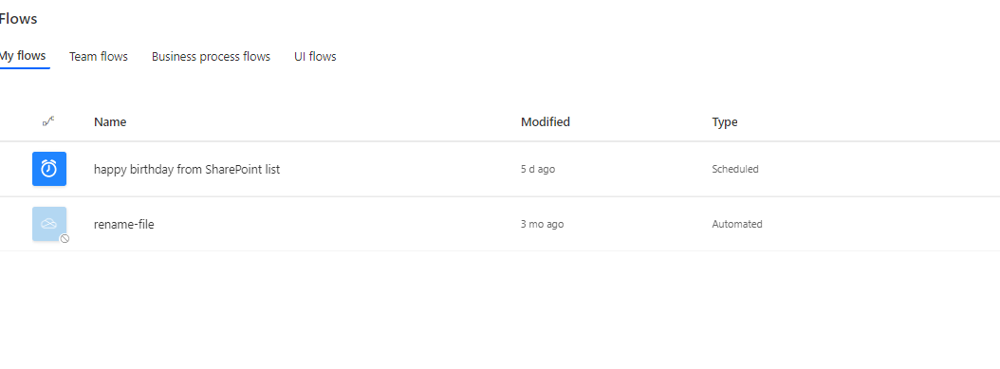 Flows
My flows Team flows Business process flows UI flows
Name Modified Type
happy birthday from SharePoint list 5 d ago Scheduled
rename-file 3 mo ago Automated